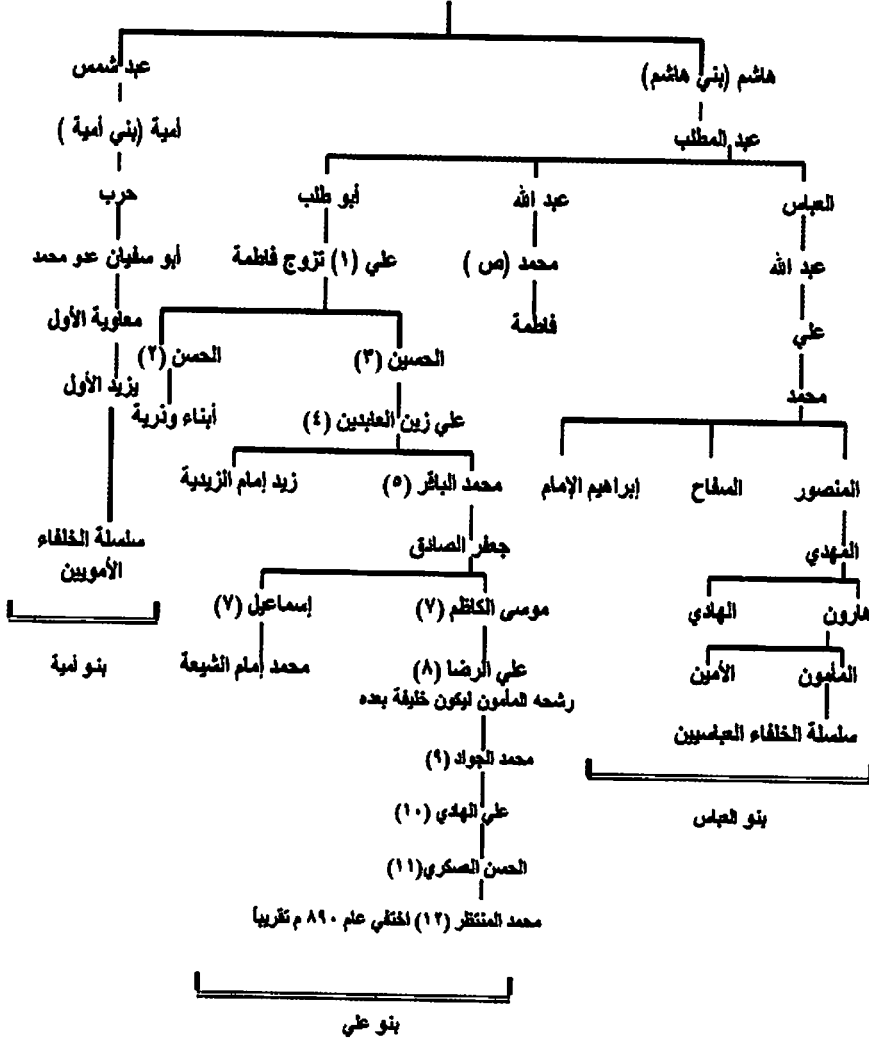 هاشم (بني هاشم)
عبد شمس
عبد المطلب
أمية (بني أمية )
العباس
عبد الله
أبو طلب
حرب
عبد الله
محمد (ص )
علي (١) تزوج فاطمة
أبو سفيان عدو محمد
علي
فاطمة
معاوية الأول
محمد
الحسين (٣)
الحسن (٢)
يزيد الأول
علي زين العابدين (٤)
أبناء وذرية
المنصور
السفاح
إبراهيم الإمام
محمد الباقر (٥)
زيد إمام الزيدية
المهدي
جعفر الصادق
سلسلة الخلفاء
الأمويين
هارون
الهادي
موسى الكاظم (٧)
إسماعيل (٧)
المأمون
الأمين
علي الرضا (٨)
محمد إمام الشيعة
بنو أمية
رشحه المأمون ليكون خليفة بعده
سلسلة الخلفاء العباسيين
محمد الجواد (٩)
علي الهادي (١٠)
بنو العباس
الحسن العسكري(١١)
محمد المنتظر (١٢) اختفي عام ٨٩٠ م تقريبا
بنو علي